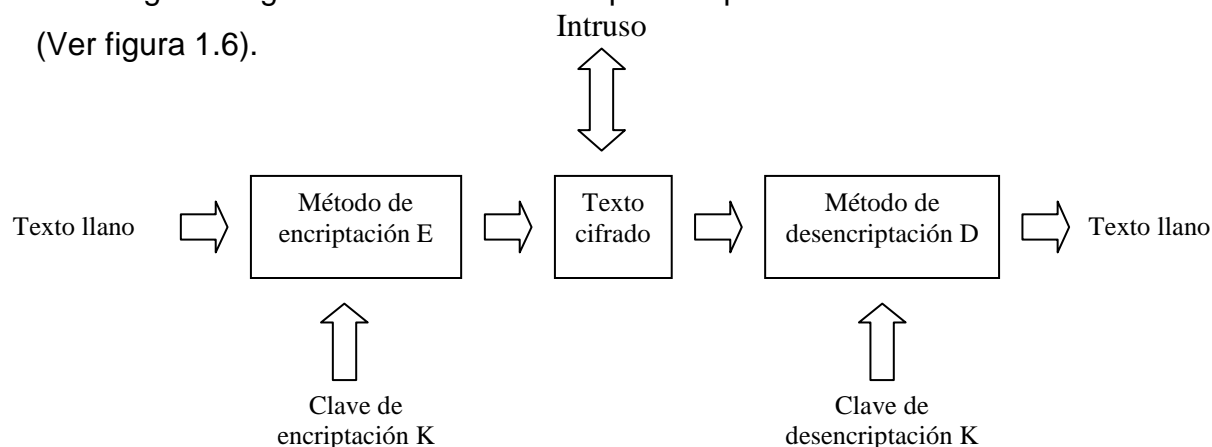 (Ver figura 1.6).
Intruso
Texto llano
Método de
encriptación E
Texto
cifrado
Método de
desencriptación D
Texto llano
Clave de
encriptación K
Clave de
desencriptación K